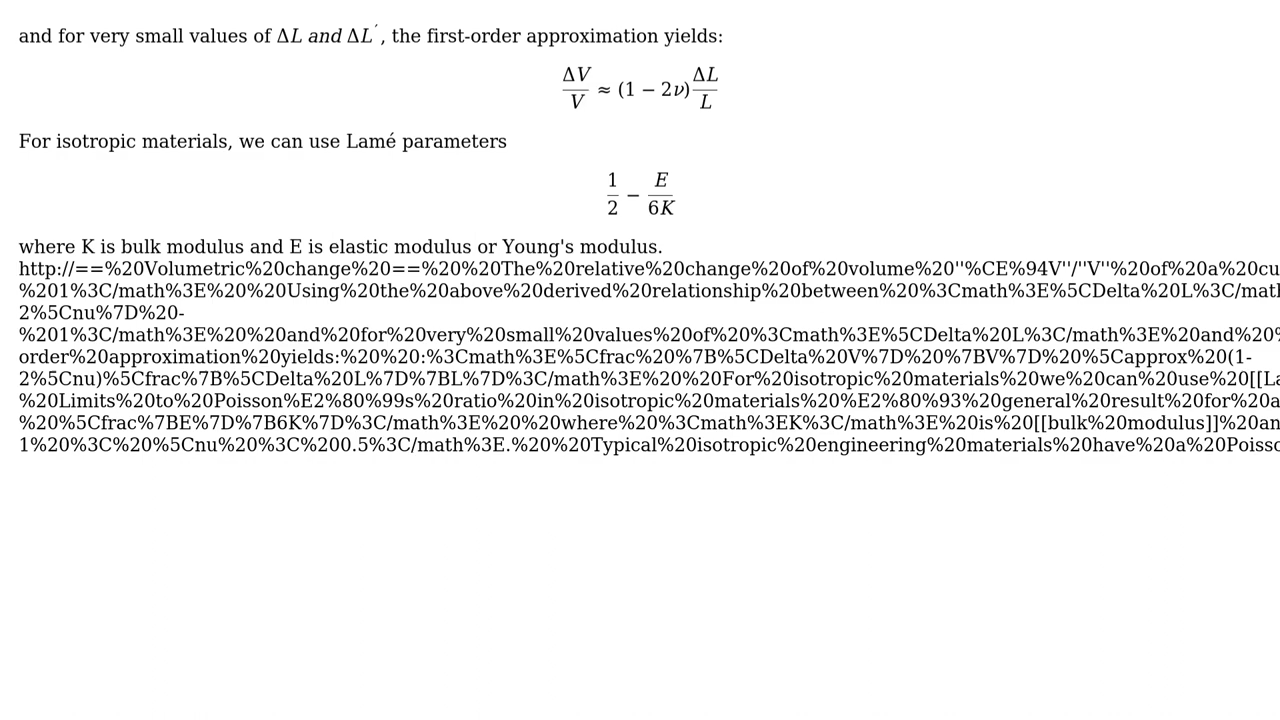 and for very small values of ΔL and ΔL´, the first-order approximation yields:
ΔV/V ≈ (1 − 2ν)ΔL/L
For isotropic materials, we can use Lamé parameters
1/2 − E/6K
where K is bulk modulus and E is elastic modulus or Young's modulus.
http://==%20Volumetric%20change%20==%20%20The%20relative%20change%20of%20volume%20''%CE%94V''/''V''%20of%20a%20cu
%201%3C/math%3E%20%20Using%20the%20above%20derived%20relationship%20between%20%3Cmath%3E%5CDelta%20L%3C/mat
2%5Cnu%7D%20-
%201%3C/math%3E%20%20and%20for%20very%20small%20values%20of%20%3Cmath%3E%5CDelta%20L%3C/math%3E%20and%20%
order%20approximation%20yields:%20%20:%3Cmath%3E%5Cfrac%20%7B%5CDelta%20V%7D%20%7BV%7D%20%5Capprox%20(1-
2%5Cnu)%5Cfrac%7B%5CDelta%20L%7D%7BL%7D%3C/math%3E%20%20For%20isotropic%20materials%20we%20can%20use%20[[La
%20Limits%20to%20Poisson%E2%80%99s%20ratio%20in%20isotropic%20materials%20%E2%80%93%20general%20result%20for%20a
%20%5Cfrac%7BE%7D%7B6K%7D%3C/math%3E%20%20where%20%3Cmath%3EK%3C/math%3E%20is%20[[bulk%20modulus]]%20an
1%20%3C%20%5Cnu%20%3C%200.5%3C/math%3E.%20%20Typical%20isotropic%20engineering%20materials%20have%20a%20Poiss